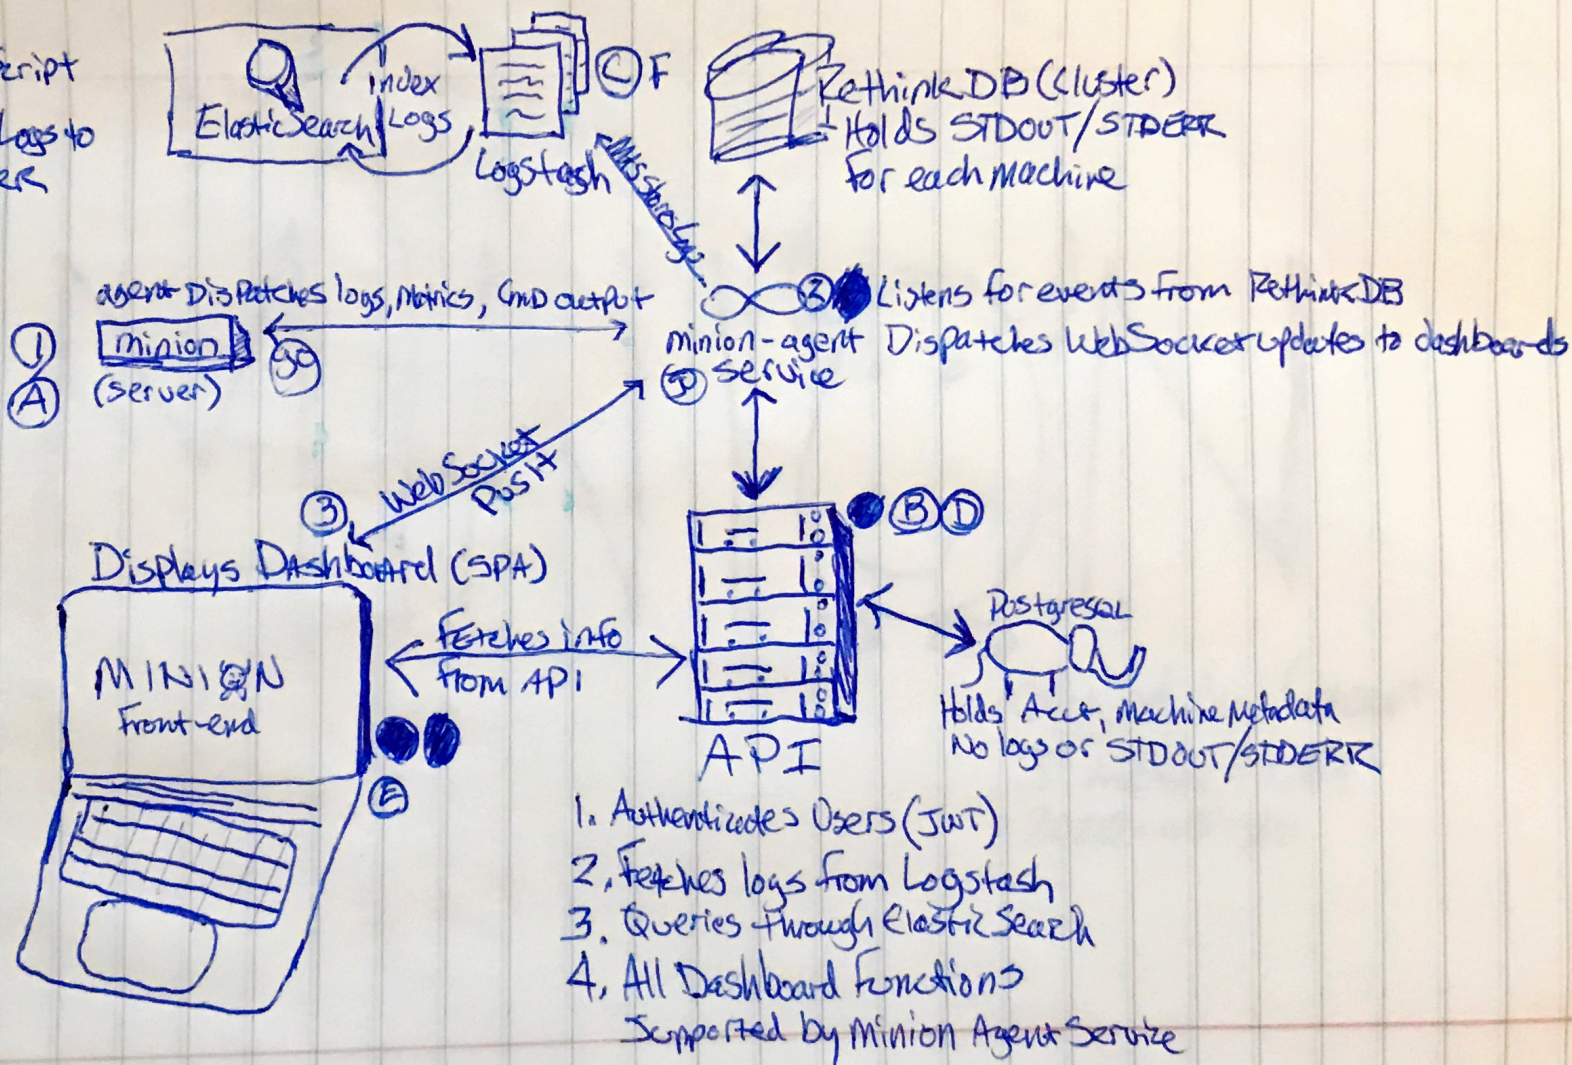 cript
Logs to
ER
ElasticSearch
index
Logs
Logstash
C F
RethinkDB (Cluster)
Holds STDOUT/STDERR
for each machine
agent Dispatches logs, Metrics, CMD output
1
A
minion
(server)
go
2
Listens for events from RethinkDB
Dispatches WebSocket updates to dashboards
minion-agent
service
WebSocket
Push
3
Displays Dashboard (SPA)
MINION
Front-end
E
Fetches info
from API
B D
API
PostgresQL
Holds Acct, Machine Metadata
No logs or STDOUT/STDERR
1. Authenticates Users (JWT)
2. Fetches logs from Logstash
3. Queries through ElasticSearch
4. All Dashboard Functions
Supported by Minion Agent Service